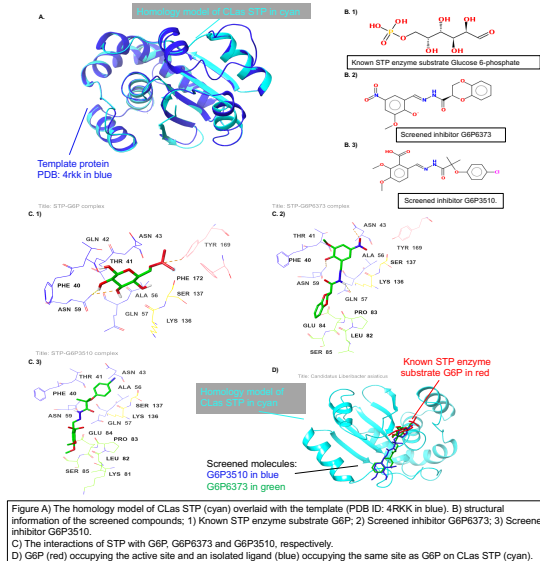 A.
Homology model of CLas STP in cyan
Template protein
PDB: 4rkk in blue
B. 1)
Known STP enzyme substrate Glucose 6-phosphate
B. 2)
Screened inhibitor G6P6373
B. 3)
Screened inhibitor G6P3510.
Title: STP-G6P complex
C. 1)
GLN 42
ASN 43
THR 41
TYR 169
PHE 40
PHE 172
ALA 56
SER 137
ASN 59
GLN 57
LYS 136
Title: STP-G6P6373 complex
C. 2)
ASN 43
THR 41
TYR 169
PHE 40
ALA 56
SER 137
ASN 59
LYS 136
GLN 57
PRO 83
GLU 84
LEU 82
SER 85
Title: STP-G6P3610 complex
C. 3)
THR 41
ASN 43
PHE 40
ALA 56
SER 137
ASN 59
GLN 57
LYS 136
GLU 84
PRO 83
LEU 82
SER 85
LYS 81
D)
Title: Candidatus Liberibacter asiaticus
Known STP enzyme
substrate G6P in red
Homology model of
CLas STP in cyan
Screened molecules:
G6P3510 in blue
G6P6373 in green
Figure A) The homology model of CLas STP (cyan) overlaid with the template (PDB ID: 4RKK in blue). B) structural
information of the screened compounds; 1) Known STP enzyme substrate G6P; 2) Screened inhibitor G6P6373; 3) Screene
inhibitor G6P3510.
C) The interactions of STP with G6P, G6P6373 and G6P3510, respectively.
D) G6P (red) occupying the active site and an isolated ligand (blue) occupying the same site as G6P on CLas STP (cyan).